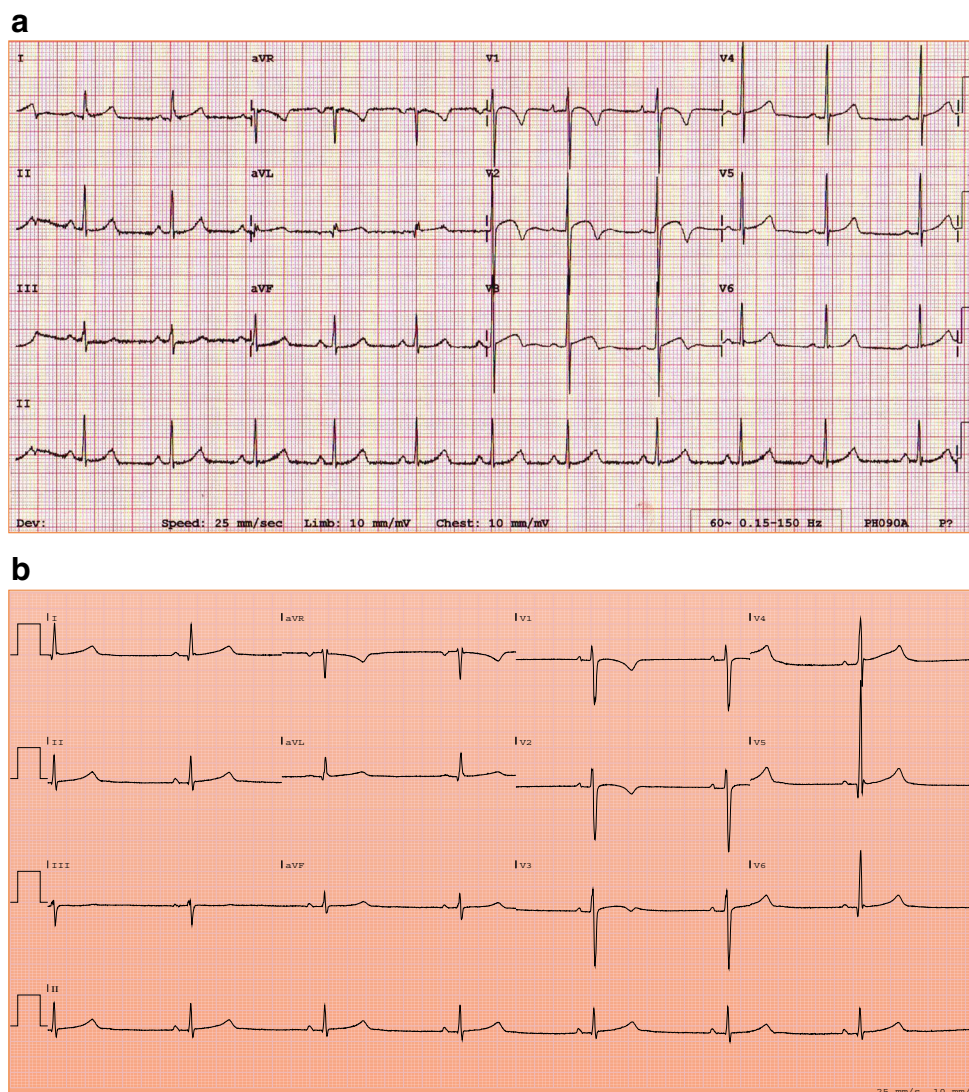 a
I aVR V1 V4
II aVL V2 V5
III aVF V3 V6
II
Dev: Speed: 25 mm/sec Limb: 10 mm/mV Chest: 10 mm/mV 60~ 0.15-150 Hz PH090A P?
b
I aVR V1 V4
II aVL V2 V5
III aVF V3 V6
II